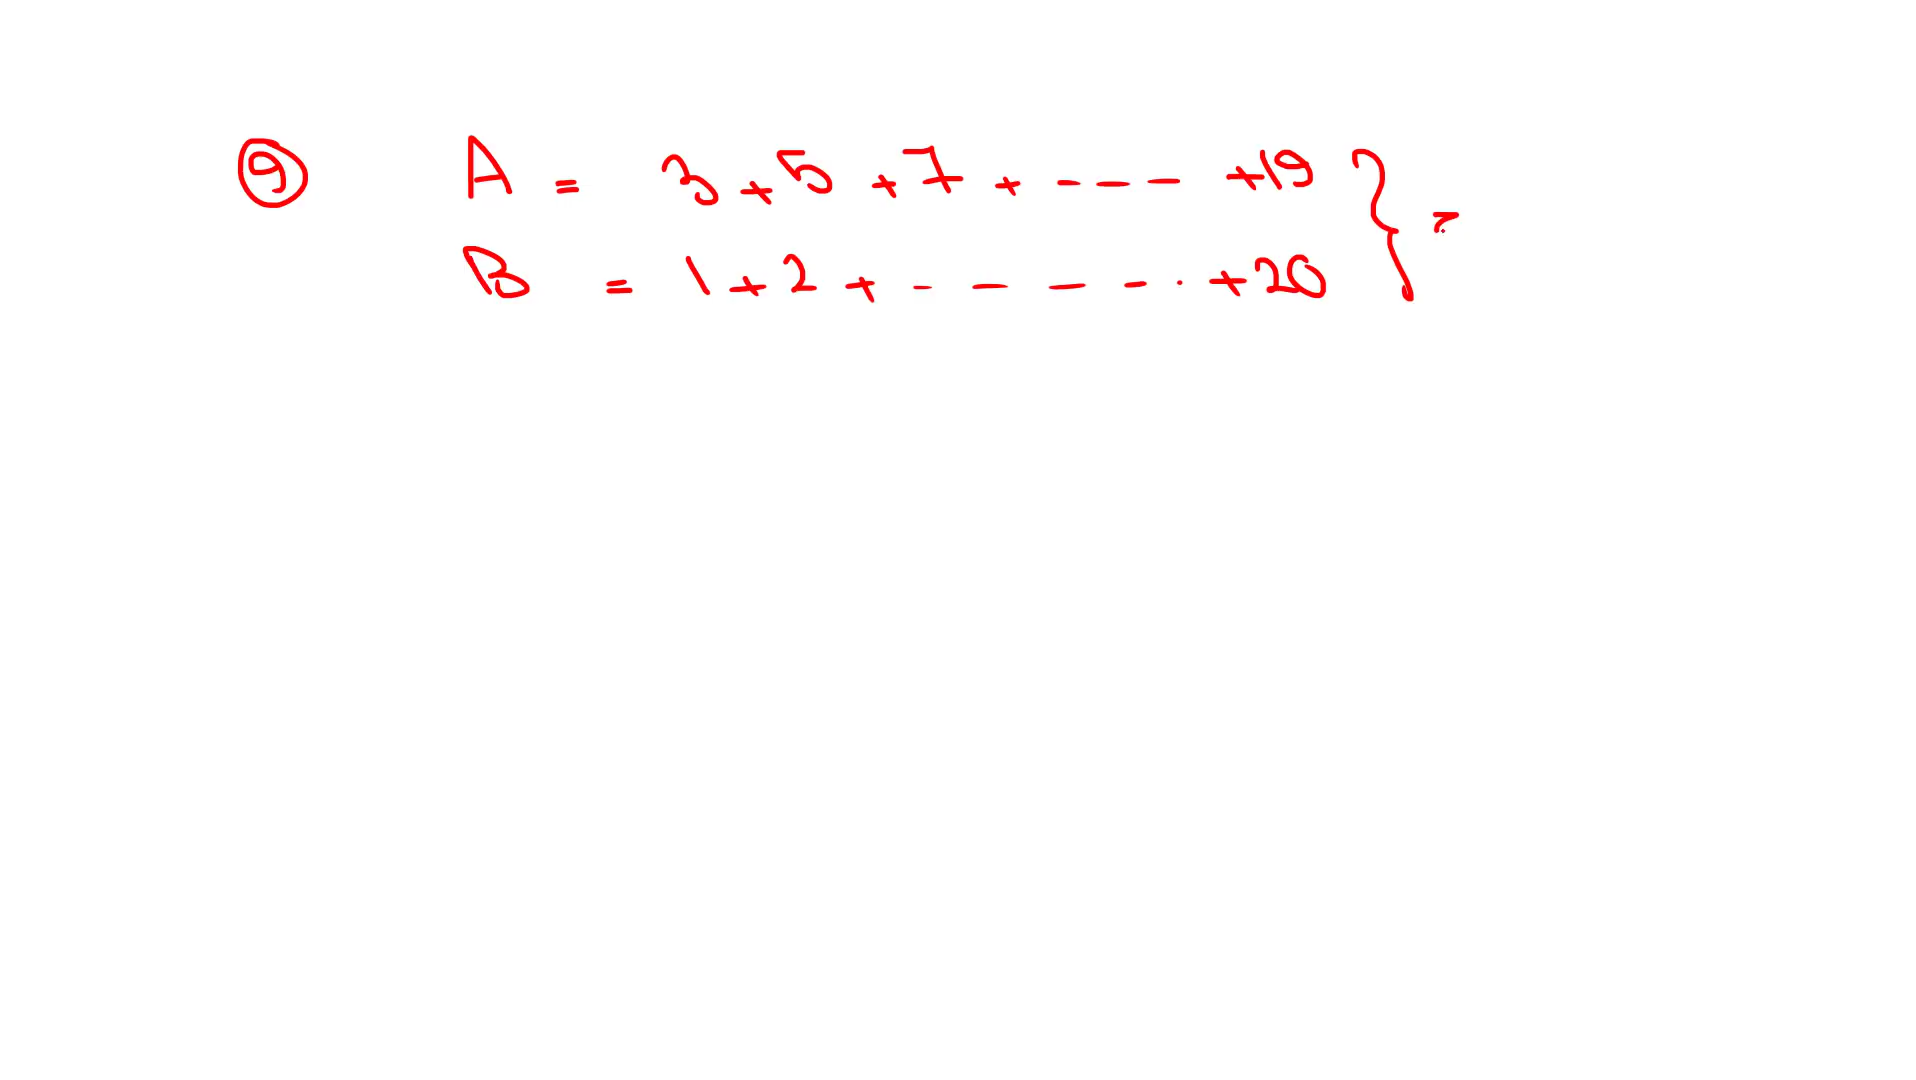 9 A = 3 + 5 + 7 + - - - +19 } ?
B = 1 + 2 + - - - - . +20